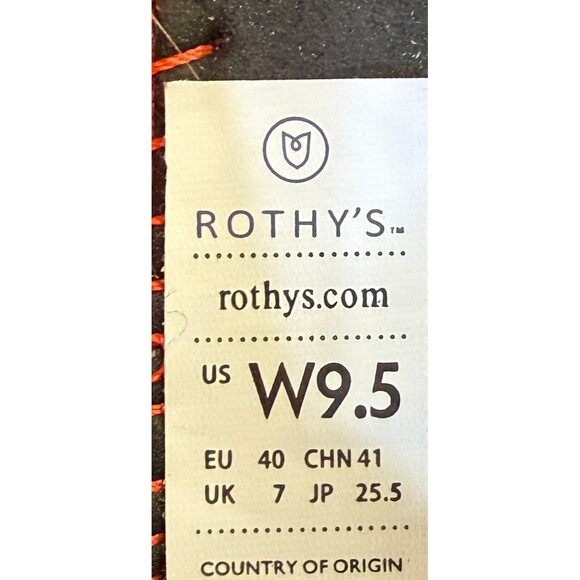 ROTHY'S™
rothys.com
US W9.5
EU 40 CHN 41
UK 7 JP 25.5
COUNTRY OF ORIGIN